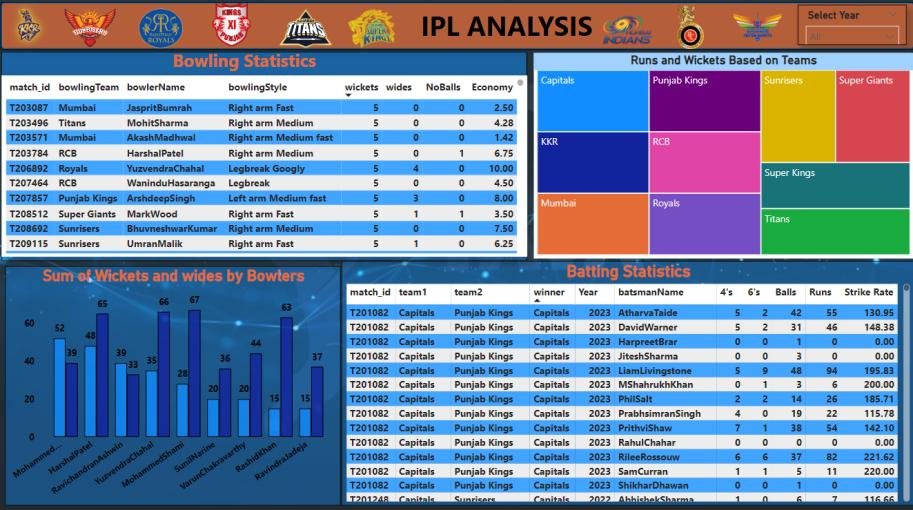 IPL ANALYSIS
Select Year
All
KKR
SUNRISERS
ROYALS
KINGS
XI
PUNJAB
TITANS
SUPER KINGS
MUMBAI
INDIANS
Bowling Statistics
match_id bowlingTeam bowlerName bowlingStyle wickets wides NoBalls Economy
T203087 Mumbai JaspritBumrah Right arm Fast 5 0 0 2.50
T203496 Titans MohitSharma Right arm Medium 5 0 0 4.28
T203571 Mumbai AkashMadhwal Right arm Medium fast 5 0 0 1.42
T203784 RCB HarshalPatel Right arm Medium 5 0 1 6.75
T206892 Royals YuzvendraChahal Legbreak Googly 5 4 0 10.00
T207464 RCB WaninduHasaranga Legbreak 5 0 0 4.50
T207857 Punjab Kings ArshdeepSingh Left arm Medium fast 5 3 0 8.00
T208512 Super Giants MarkWood Right arm Fast 5 1 1 3.50
T208692 Sunrisers BhuvneshwarKumar Right arm Medium 5 0 0 7.50
T209115 Sunrisers UmranMalik Right arm Fast 5 1 0 6.25
Runs and Wickets Based on Teams
Capitals
Punjab Kings
Sunrisers
Super Giants
KKR
RCB
Super Kings
Mumbai
Royals
Titans
Sum of Wickets and wides by Bowlers
60
40
20
0
52 39
48 65
39 33
35 66
28 67
20 36
20 44
15 63
15 37
Mohammed...
HarshalPatel
RavichandranAshwin
YuzvendraChahal
MohammedShami
SunilNarine
VarunChakravarthy
RashidKhan
RavindraJadeja
Batting Statistics
match_id team1 team2 winner Year batsmanName 4's 6's Balls Runs Strike Rate
T201082 Capitals Punjab Kings Capitals 2023 AtharvaTaide 5 2 42 55 130.95
T201082 Capitals Punjab Kings Capitals 2023 DavidWarner 5 2 31 46 148.38
T201082 Capitals Punjab Kings Capitals 2023 HarpreetBrar 0 0 1 0 0.00
T201082 Capitals Punjab Kings Capitals 2023 JiteshSharma 0 0 3 0 0.00
T201082 Capitals Punjab Kings Capitals 2023 LiamLivingstone 5 9 48 94 195.83
T201082 Capitals Punjab Kings Capitals 2023 MShahrukhKhan 0 1 3 6 200.00
T201082 Capitals Punjab Kings Capitals 2023 PhilSalt 2 2 14 26 185.71
T201082 Capitals Punjab Kings Capitals 2023 PrabhsimranSingh 4 0 19 22 115.78
T201082 Capitals Punjab Kings Capitals 2023 PrithviShaw 7 1 38 54 142.10
T201082 Capitals Punjab Kings Capitals 2023 RahulChahar 0 0 0 0 0.00
T201082 Capitals Punjab Kings Capitals 2023 RileeRossouw 6 6 37 82 221.62
T201082 Capitals Punjab Kings Capitals 2023 SamCurran 1 1 5 11 220.00
T201082 Capitals Punjab Kings Capitals 2023 ShikharDhawan 0 0 1 0 0.00
T201248 Capitals Sunrisers Capitals 2022 AbhishekSharma 1 0 6 7 116.66